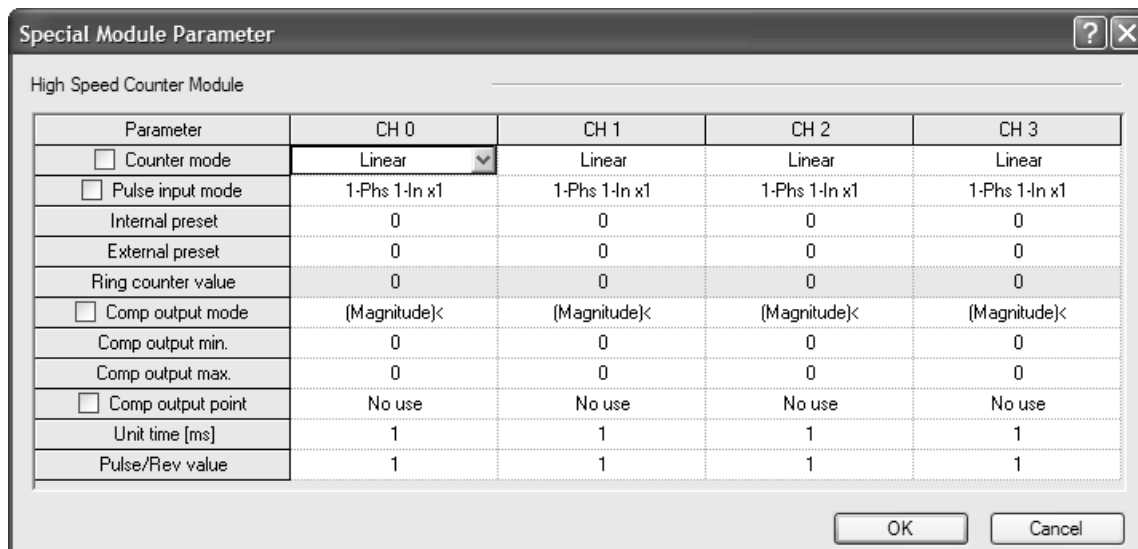 Special Module Parameter
High Speed Counter Module
Parameter CH 0 CH 1 CH 2 CH 3
Counter mode Linear Linear Linear Linear
Pulse input mode 1-Phs 1-In x1 1-Phs 1-In x1 1-Phs 1-In x1 1-Phs 1-In x1
Internal preset 0 0 0 0
External preset 0 0 0 0
Ring counter value 0 0 0 0
Comp output mode (Magnitude)< (Magnitude)< (Magnitude)< (Magnitude)<
Comp output min. 0 0 0 0
Comp output max. 0 0 0 0
Comp output point No use No use No use No use
Unit time [ms] 1 1 1 1
Pulse/Rev value 1 1 1 1
OK Cancel